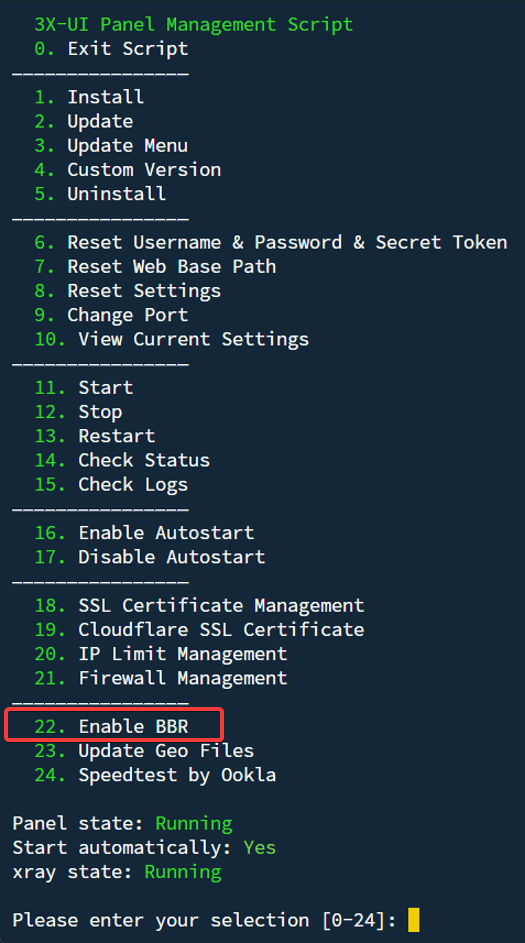 3X-UI Panel Management Script
0. Exit Script
————————————————
1. Install
2. Update
3. Update Menu
4. Custom Version
5. Uninstall
————————————————
6. Reset Username & Password & Secret Token
7. Reset Web Base Path
8. Reset Settings
9. Change Port
10. View Current Settings
————————————————
11. Start
12. Stop
13. Restart
14. Check Status
15. Check Logs
————————————————
16. Enable Autostart
17. Disable Autostart
————————————————
18. SSL Certificate Management
19. Cloudflare SSL Certificate
20. IP Limit Management
21. Firewall Management
————————————————
22. Enable BBR
23. Update Geo Files
24. Speedtest by Ookla
Panel state: Running
Start automatically: Yes
xray state: Running
Please enter your selection [0-24]: